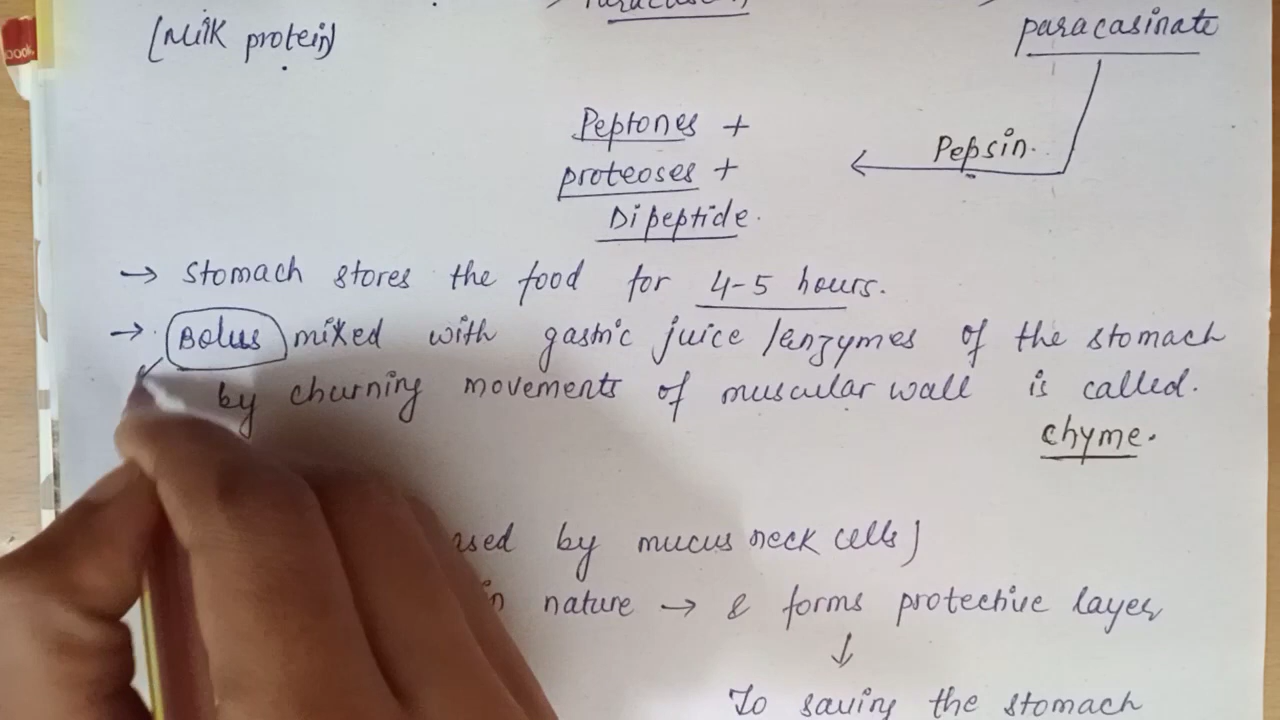 book
(Milk protein)
paracasinate
Pepsin.
Peptones +
proteoses +
Dipeptide.
→ stomach stores the food for 4-5 hours.
→ Bolus mixed with gastric juice /enzymes of the stomach
by churning movements of muscular wall is called.
chyme.
by mucus neck cells)
nature → & forms protective layer
↓
To saving the stomach